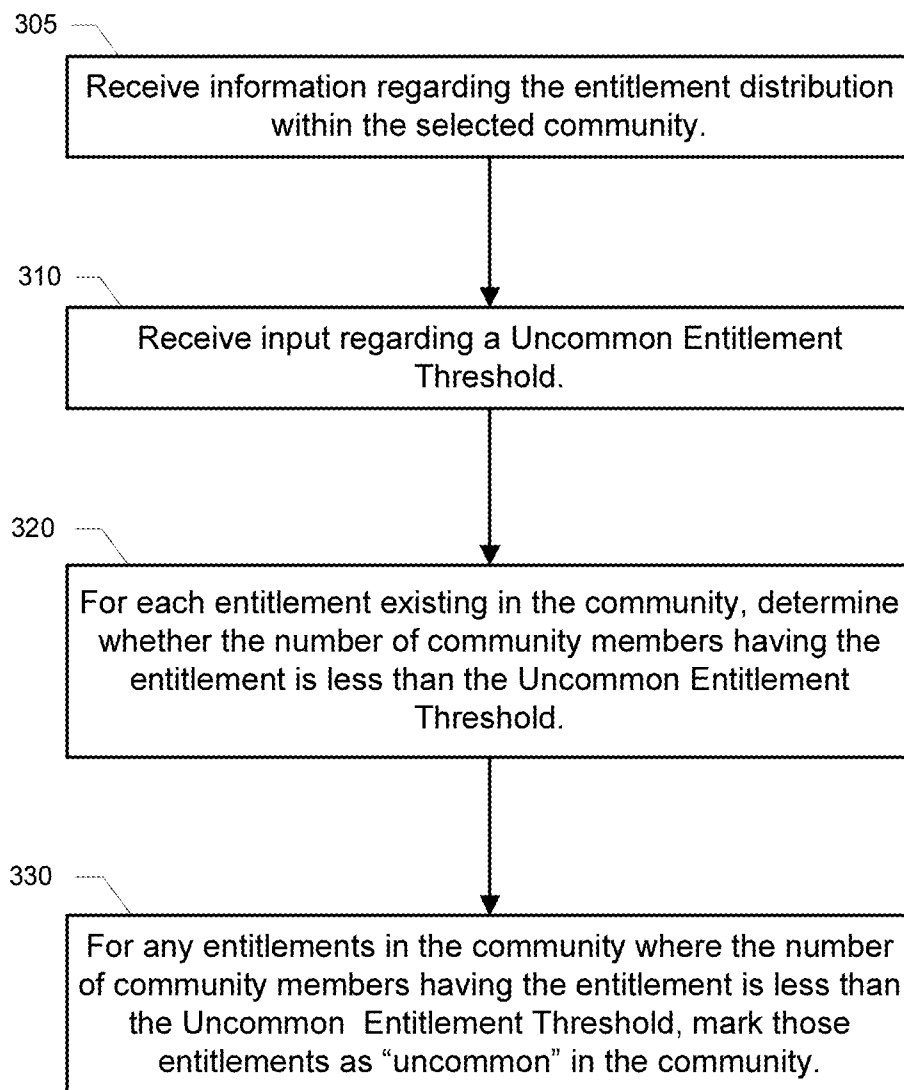 305
Receive information regarding the entitlement distribution
within the selected community.
310
Receive input regarding a Uncommon Entitlement
Threshold.
320
For each entitlement existing in the community, determine
whether the number of community members having the
entitlement is less than the Uncommon Entitlement
Threshold.
330
For any entitlements in the community where the number
of community members having the entitlement is less than
the Uncommon Entitlement Threshold, mark those
entitlements as “uncommon” in the community.